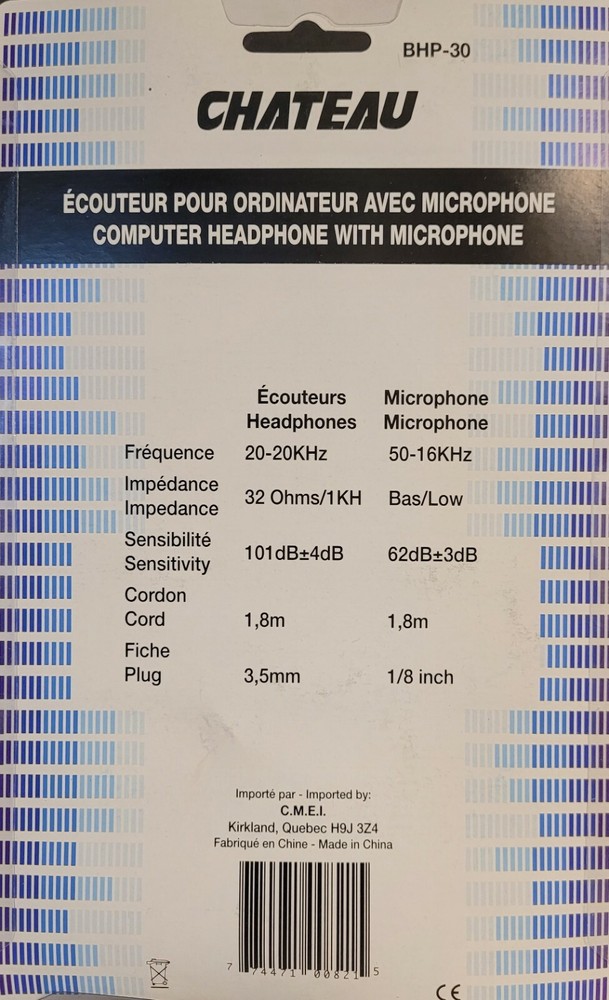 BHP-30
CHATEAU
ÉCOUTEUR POUR ORDINATEUR AVEC MICROPHONE
COMPUTER HEADPHONE WITH MICROPHONE
Écouteurs Microphone
Headphones Microphone
Fréquence 20-20KHz 50-16KHz
Impédance
Impedance 32 Ohms/1KH Bas/Low
Sensibilité
Sensitivity 101dB±4dB 62dB±3dB
Cordon
Cord 1,8m 1,8m
Fiche
Plug 3,5mm 1/8 inch
Importé par - Imported by:
C.M.E.I.
Kirkland, Quebec H9J 3Z4
Fabriqué en Chine - Made in China
7 74471 00821 5
CE